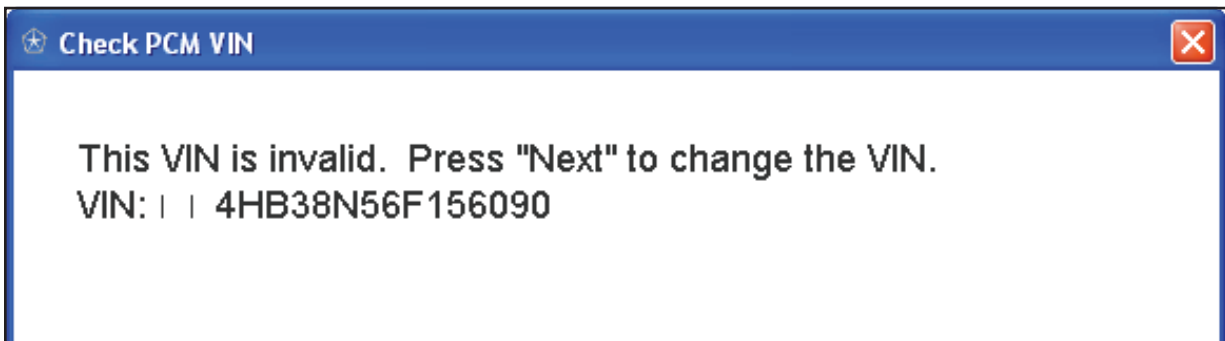 Check PCM VIN
This VIN is invalid.  Press "Next" to change the VIN.
VIN: 4HB38N56F156090